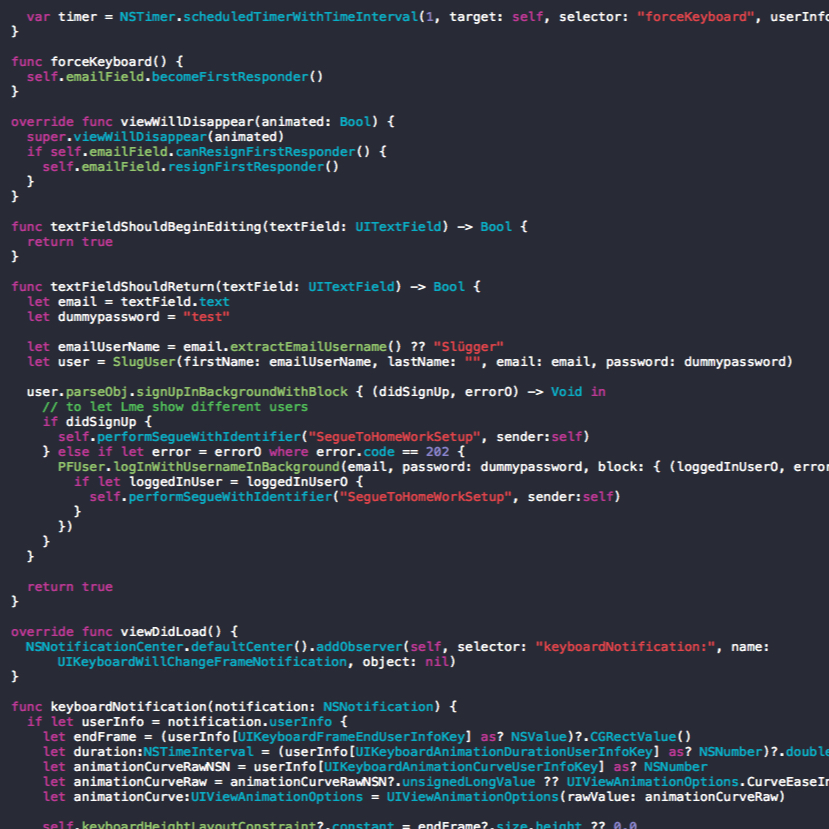 var timer = NSTimer.scheduledTimerWithTimeInterval(1, target: self, selector: "forceKeyboard", userInfo
}
func forceKeyboard() {
self.emailField.becomeFirstResponder()
}
override func viewWillDisappear(animated: Bool) {
super.viewWillDisappear(animated)
if self.emailField.canResignFirstResponder() {
self.emailField.resignFirstResponder()
}
}
func textFieldShouldBeginEditing(textField: UITextField) -> Bool {
return true
}
func textFieldShouldReturn(textField: UITextField) -> Bool {
let email = textField.text
let dummypassword = "test"
let emailUserName = email.extractEmailUsername() ?? "Slügger"
let user = SlugUser(firstName: emailUserName, lastName: "", email: email, password: dummypassword)
user.parseObj.signUpInBackgroundWithBlock { (didSignUp, errorO) -> Void in
// to let Lme show different users
if didSignUp {
self.performSegueWithIdentifier("SegueToHomeWorkSetup", sender:self)
} else if let error = errorO where error.code == 202 {
PFUser.logInWithUsernameInBackground(email, password: dummypassword, block: { (loggedInUserO, error
if let loggedInUser = loggedInUserO {
self.performSegueWithIdentifier("SegueToHomeWorkSetup", sender:self)
}
})
}
}
return true
}
override func viewDidLoad() {
NSNotificationCenter.defaultCenter().addObserver(self, selector: "keyboardNotification:", name:
UIKeyboardWillChangeFrameNotification, object: nil)
}
func keyboardNotification(notification: NSNotification) {
if let userInfo = notification.userInfo {
let endFrame = (userInfo[UIKeyboardFrameEndUserInfoKey] as? NSValue)?.CGRectValue()
let duration:NSTimeInterval = (userInfo[UIKeyboardAnimationDurationUserInfoKey] as? NSNumber)?.double
let animationCurveRawNSN = userInfo[UIKeyboardAnimationCurveUserInfoKey] as? NSNumber
let animationCurveRaw = animationCurveRawNSN?.unsignedLongValue ?? UIViewAnimationOptions.CurveEaseIn
let animationCurve:UIViewAnimationOptions = UIViewAnimationOptions(rawValue: animationCurveRaw)
self.keyboardHeightLayoutConstraint?.constant = endFrame?.size.height ?? 0.0